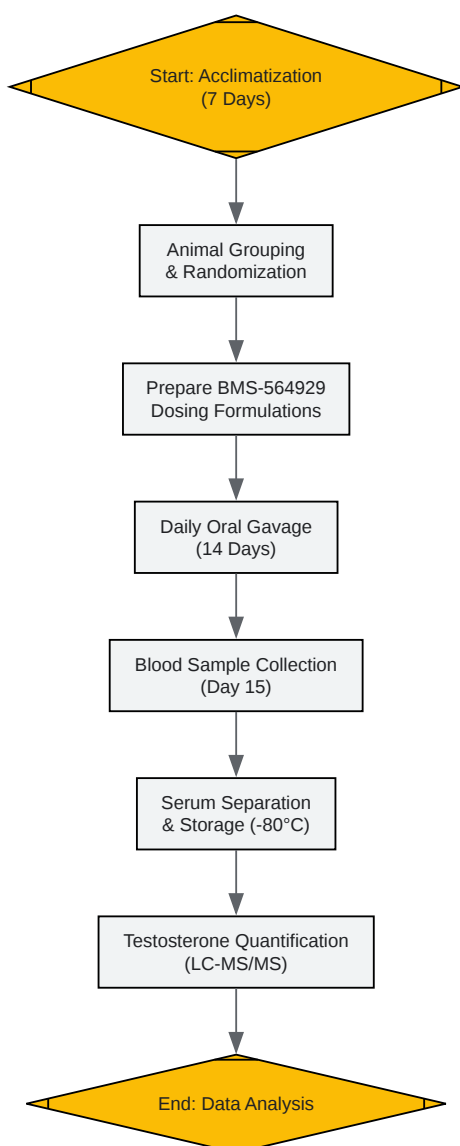 Start: Acclimatization
(7 Days)
Animal Grouping
& Randomization
Prepare BMS-564929
Dosing Formulations
Daily Oral Gavage
(14 Days)
Blood Sample Collection
(Day 15)
Serum Separation
& Storage (-80°C)
Testosterone Quantification
(LC-MS/MS)
End: Data Analysis